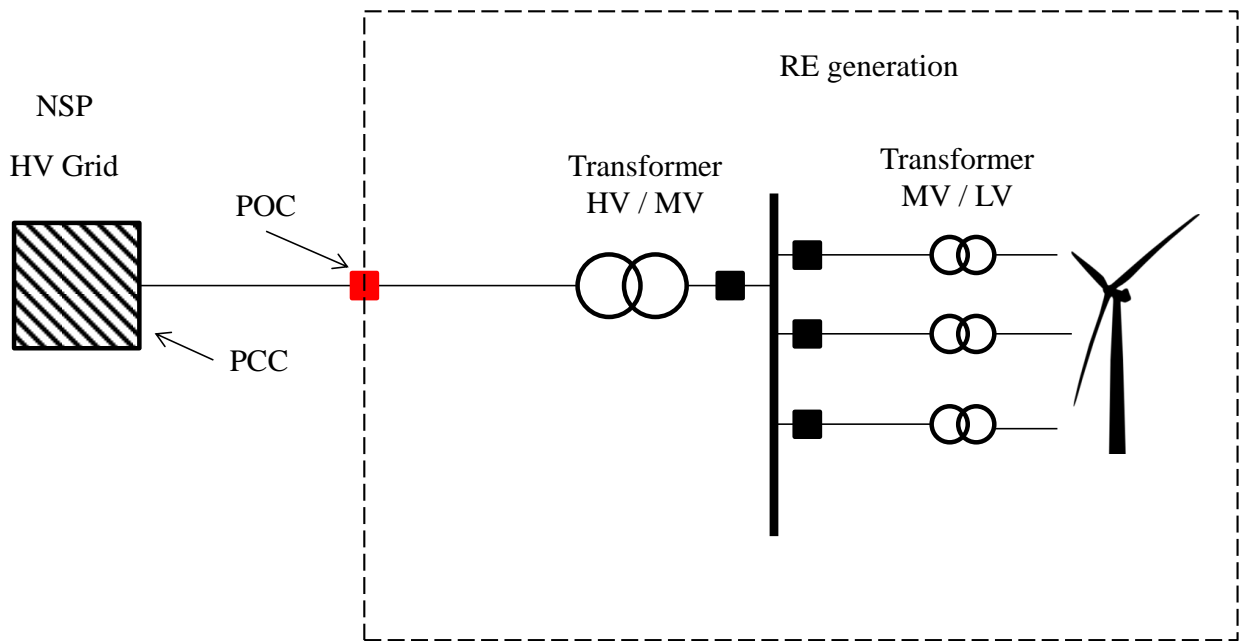 RE generation
NSP
HV Grid
Transformer
HV / MV
Transformer
MV / LV
POC
PCC